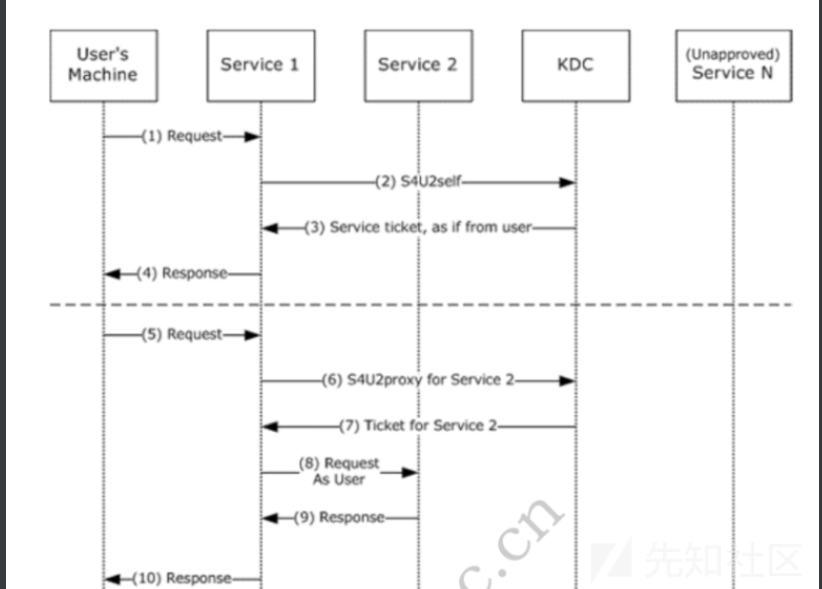 User's
Machine
Service 1
Service 2
KDC
(Unapproved)
Service N
(1) Request
(2) S4U2self
(3) Service ticket, as if from user
(4) Response
(5) Request
(6) S4U2proxy for Service 2
(7) Ticket for Service 2
(8) Request
As User
(9) Response
(10) Response
c.cn
先知社区